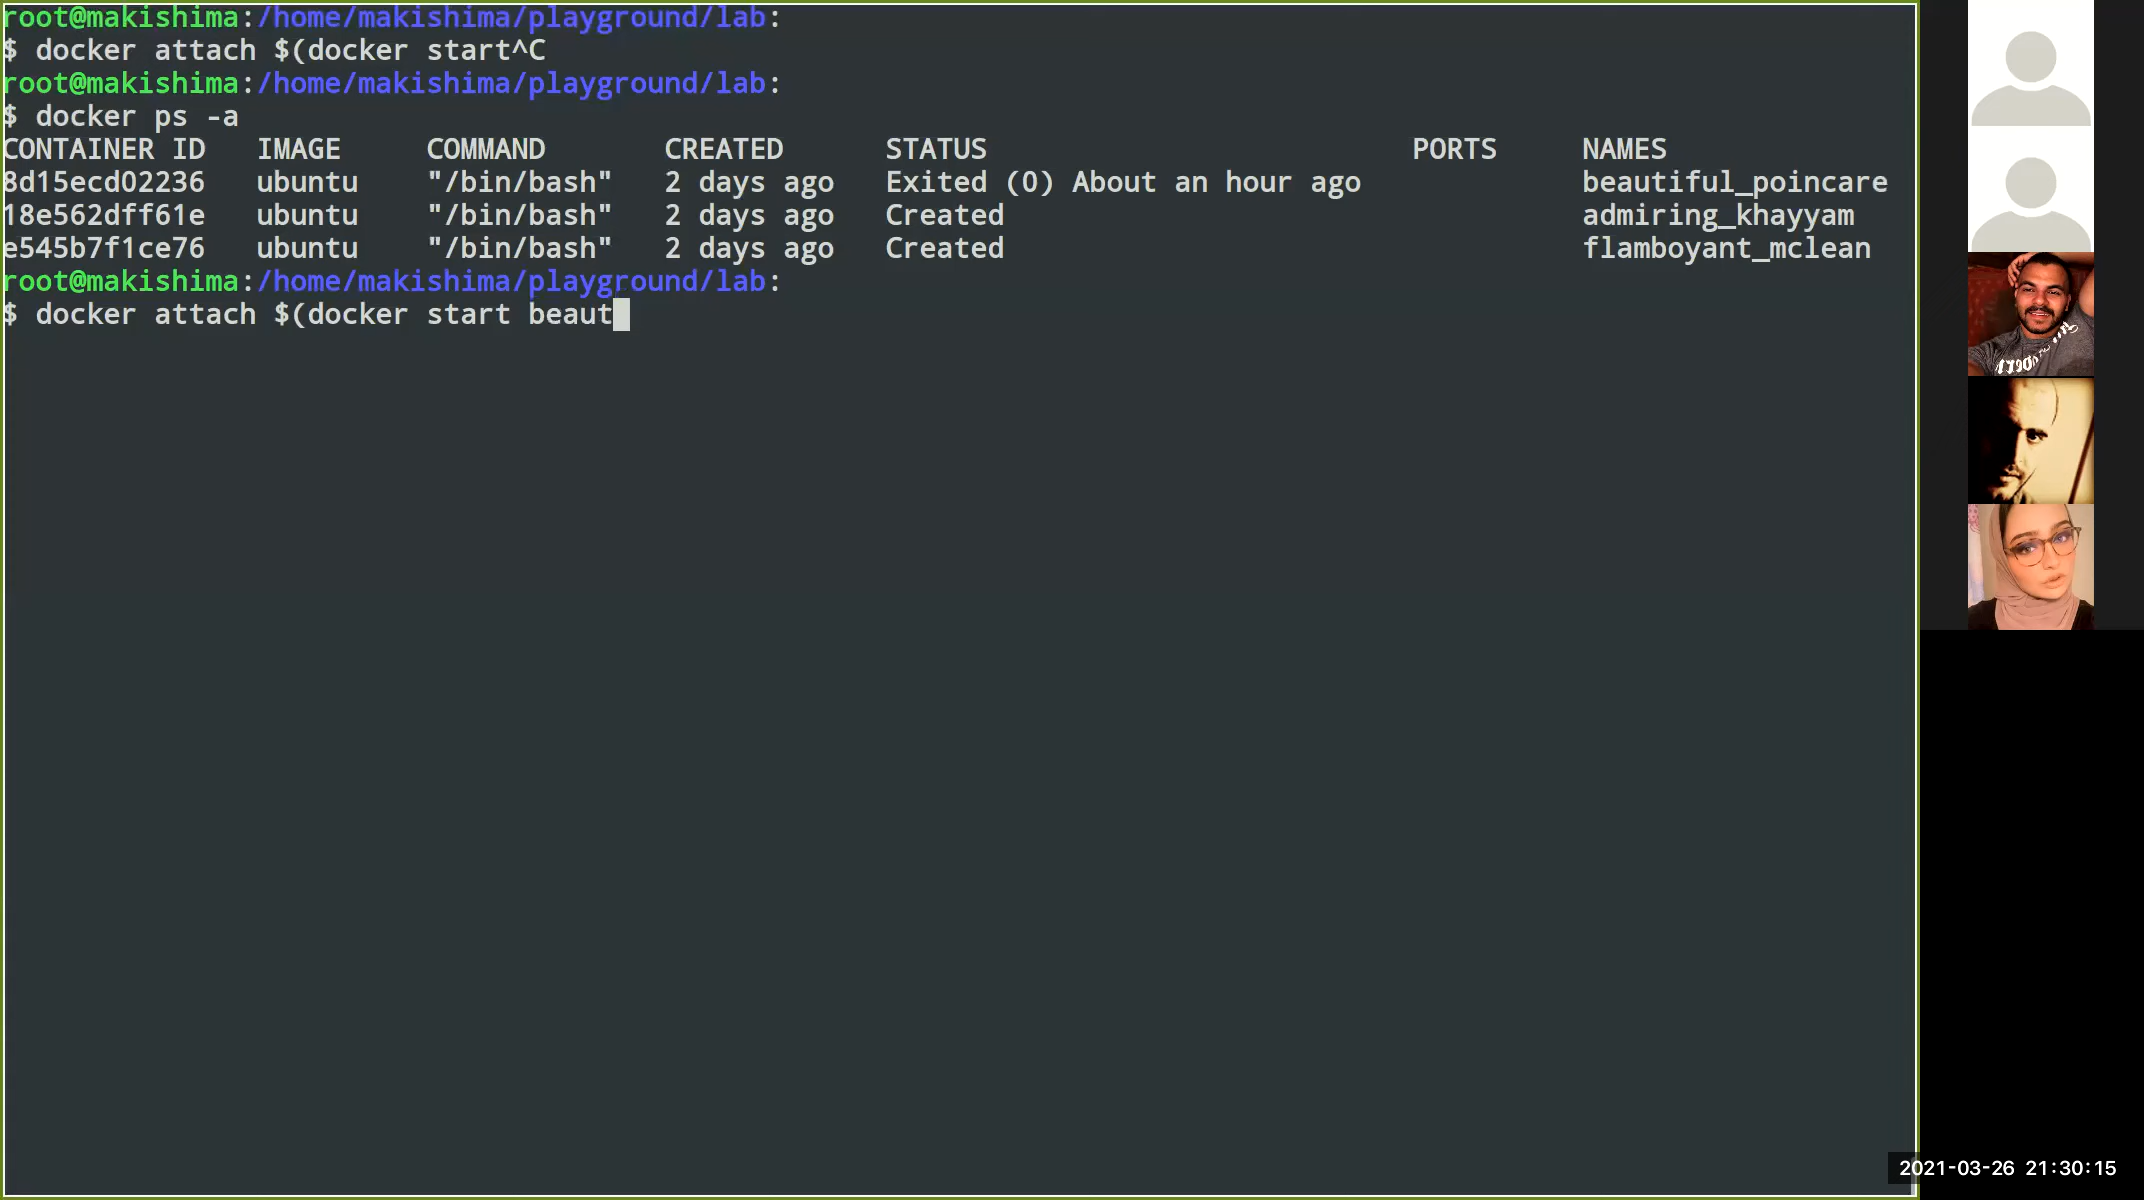 root@makishima:/home/makishima/playground/lab:
$ docker attach $(docker start^C
root@makishima:/home/makishima/playground/lab:
$ docker ps -a
CONTAINER ID   IMAGE     COMMAND       CREATED      STATUS                         PORTS     NAMES
8d15ecd02236   ubuntu    "/bin/bash"   2 days ago   Exited (0) About an hour ago             beautiful_poincare
18e562dff61e   ubuntu    "/bin/bash"   2 days ago   Created                                  admiring_khayyam
e545b7f1ce76   ubuntu    "/bin/bash"   2 days ago   Created                                  flamboyant_mclean
root@makishima:/home/makishima/playground/lab:
$ docker attach $(docker start beaut
2021-03-26 21:30:15